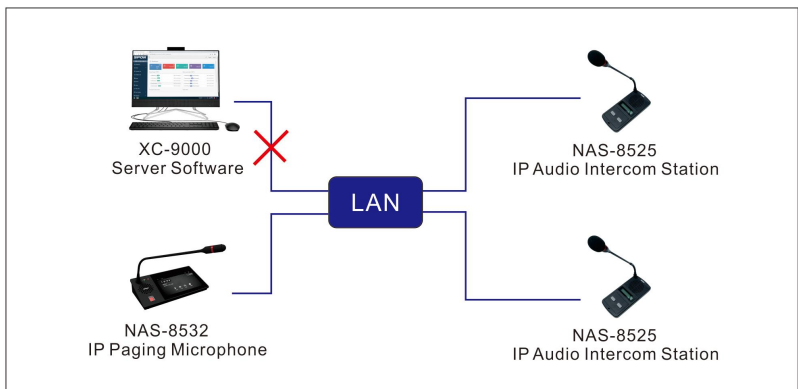 XC-9000
Server Software
LAN
NAS-8525
IP Audio Intercom Station
NAS-8532
IP Paging Microphone
NAS-8525
IP Audio Intercom Station